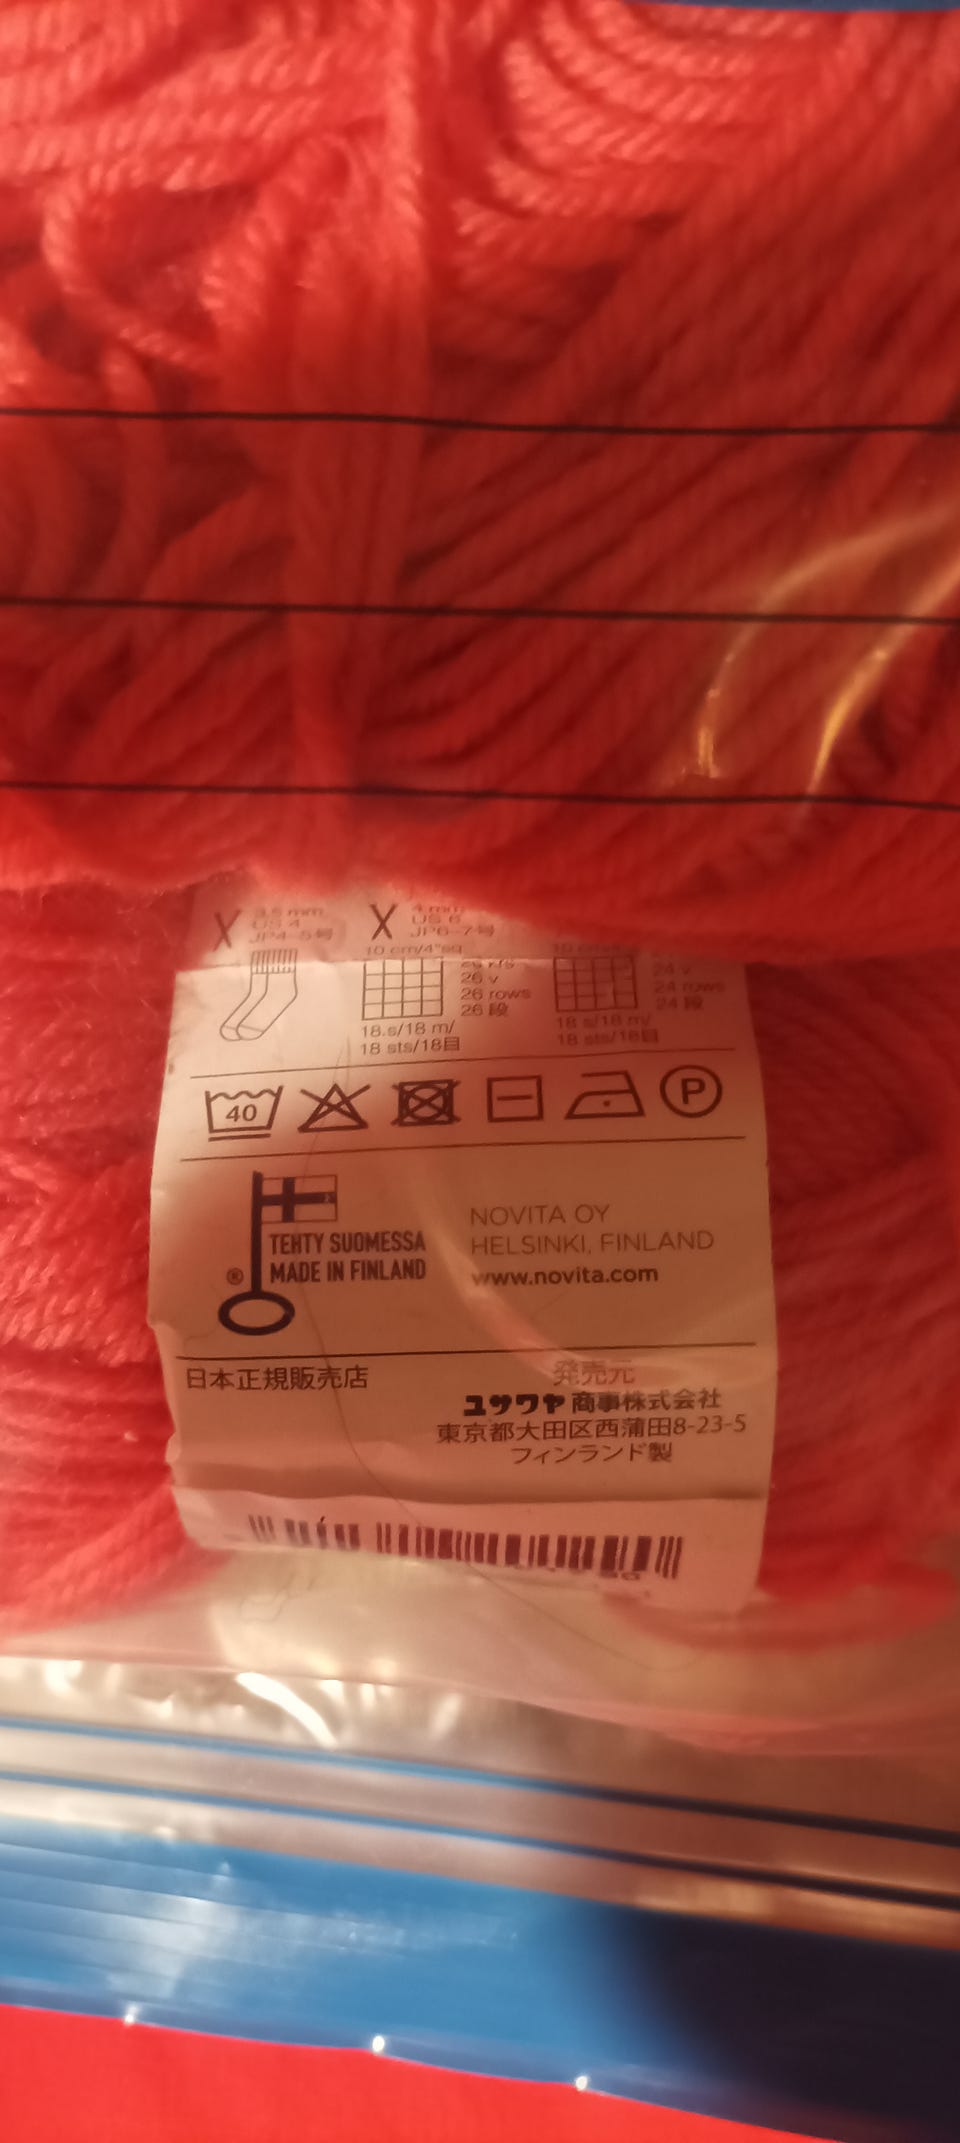 3.5 mm
US 4
JP4-5号
4 mm
US 6
JP6-7号
10 cm/4"sq
26 v
26 rows
26 段
18.s/18 m/
18 sts/18目
10 cm/4"
24 v
24 rows
24 段
18 s/18 m/
18 sts/18目
40
P
TEHTY SUOMESSA
MADE IN FINLAND
®
NOVITA OY
HELSINKI, FINLAND
www.novita.com
日本正規販売店
発売元
ユサワヤ商事株式会社
東京都大田区西蒲田8-23-5
フィンランド製